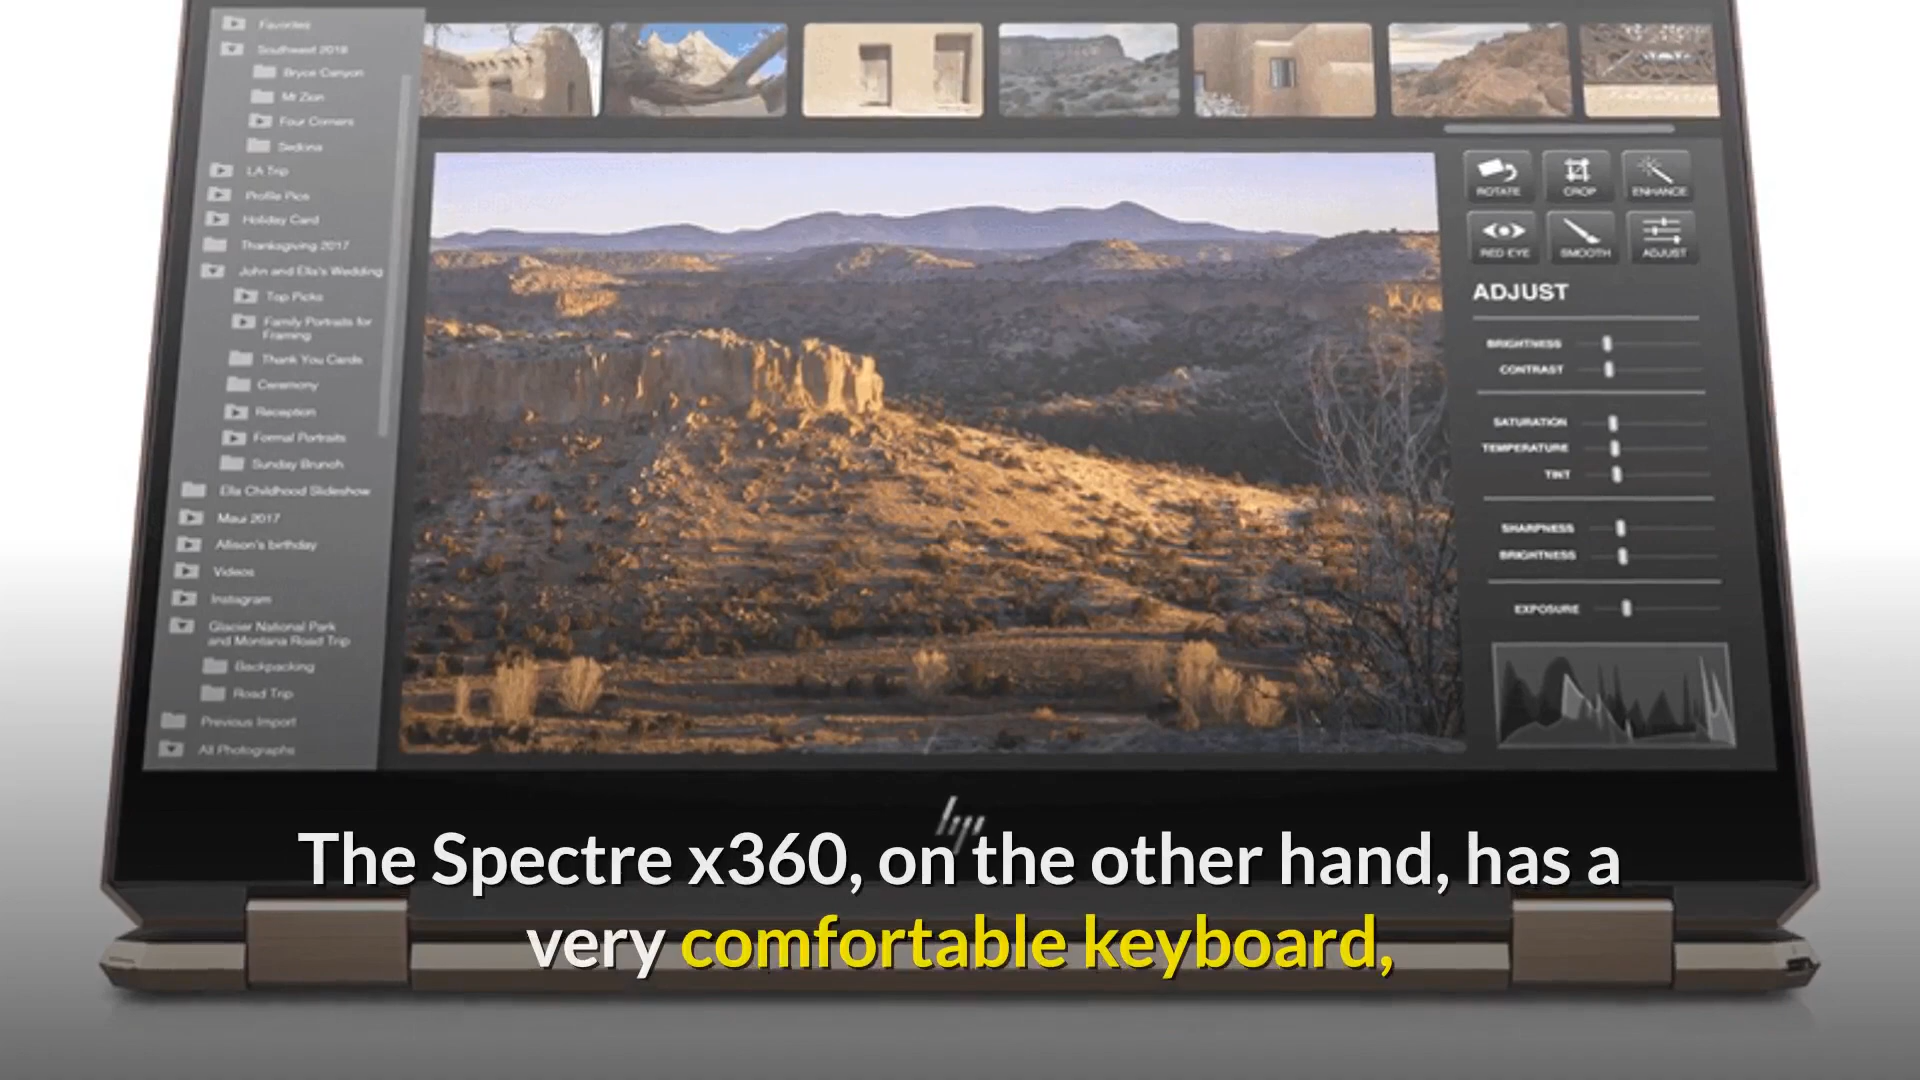 Favorites
Southwest 2018
Bryce Canyon
Mt Zion
Four Corners
Sedona
LA Trip
Profile Pics
Holiday Card
Thanksgiving 2017
John and Ella's Wedding
Top Picks
Family Portraits for
Framing
Thank You Cards
Ceremony
Reception
Formal Portraits
Sunday Brunch
Ella Childhood Slideshow
Maui 2017
Allison's birthday
Videos
Instagram
Glacier National Park
and Montana Road Trip
Backpacking
Road Trip
Previous Import
All Photographs
ROTATE CROP ENHANCE
RED EYE SMOOTH ADJUST
ADJUST
BRIGHTNESS
CONTRAST
SATURATION
TEMPERATURE
TINT
SHARPNESS
BRIGHTNESS
EXPOSURE
hp
The Spectre x360, on the other hand, has a
very comfortable keyboard,